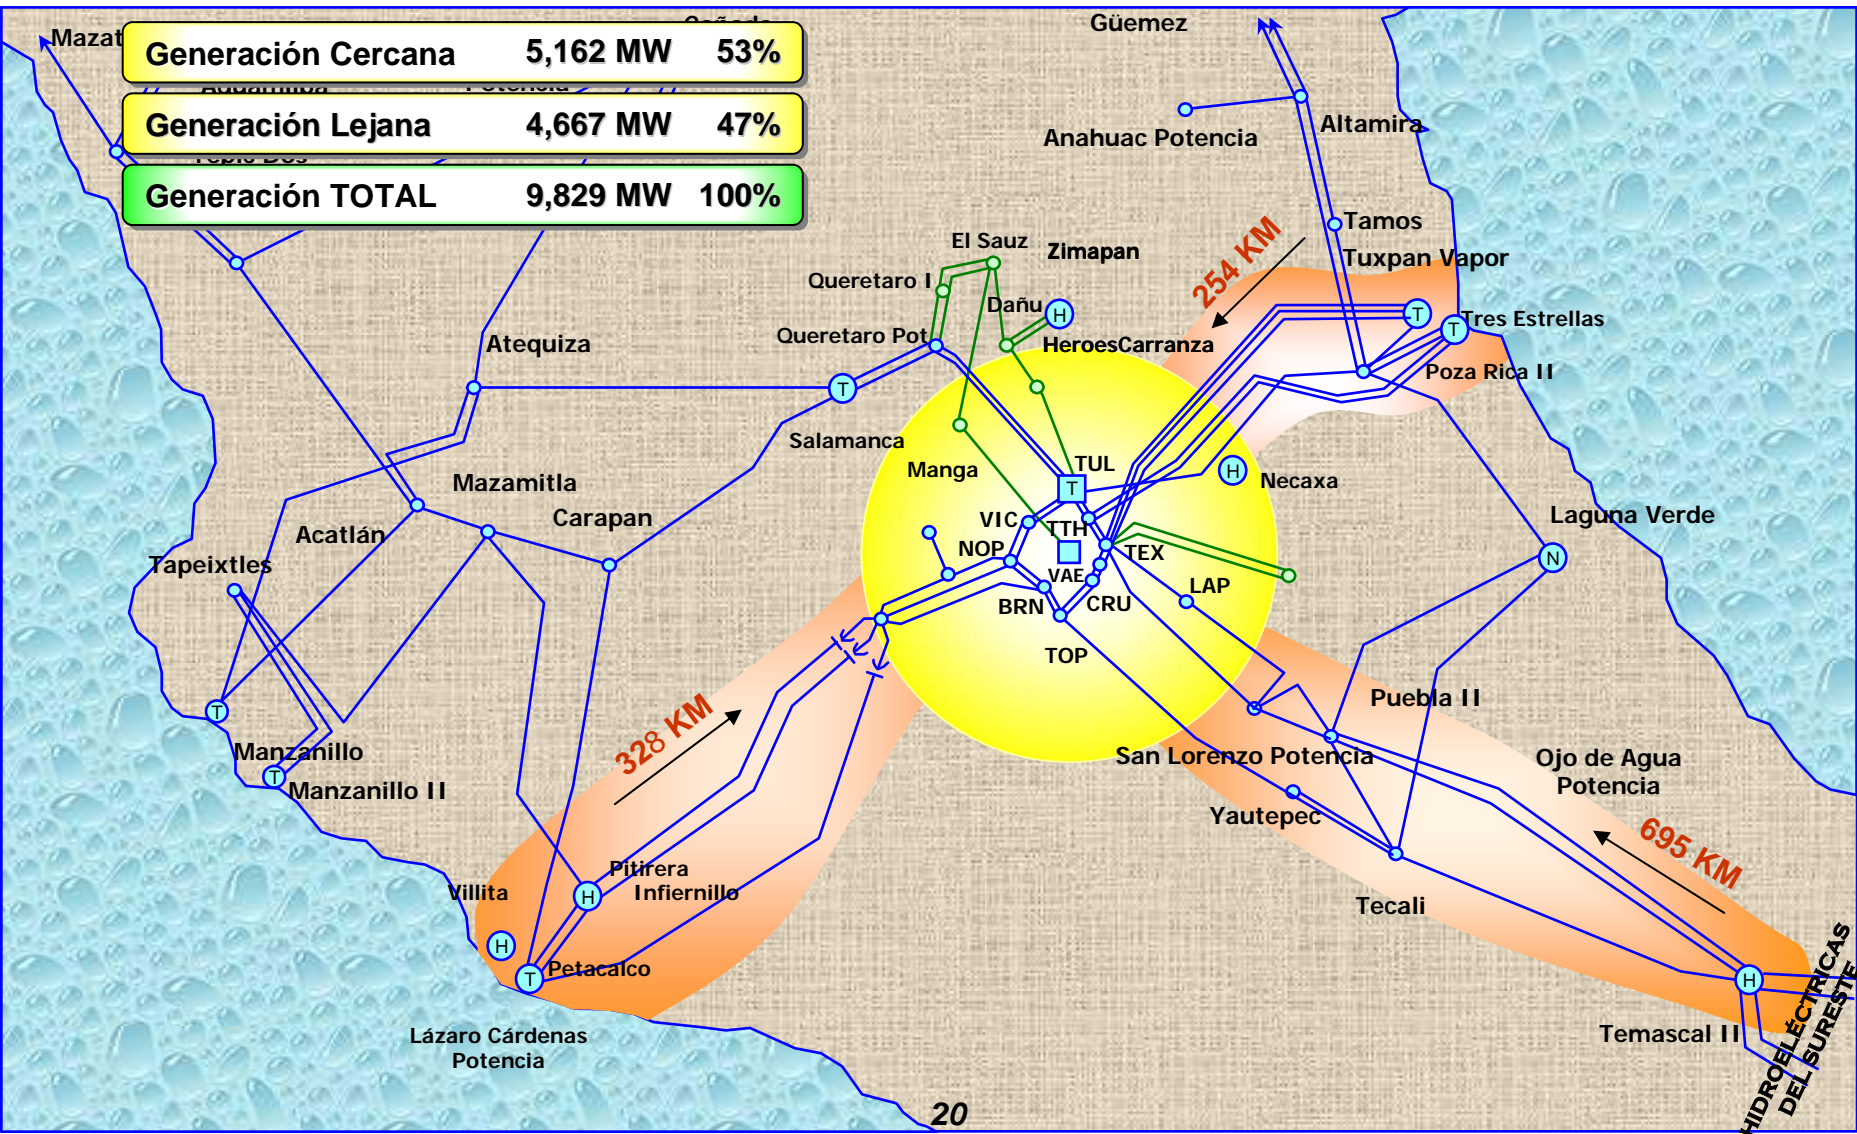 Mazat
Generación Cercana 5,162 MW 53%
Generación Lejana 4,667 MW 47%
Generación TOTAL 9,829 MW 100%
Güemez
Anahuac Potencia
Altamira
Tamos
Tuxpan Vapor
254 KM
El Sauz
Zimapan
Queretaro I
Dañu
H
T
T
Tres Estrellas
Queretaro Pot
HeroesCarranza
Atequiza
T
Poza Rica II
Salamanca
Manga
TUL
T
H
Necaxa
Mazamitla
Carapan
Acatlán
VIC
TTH
NOP
TEX
Laguna Verde
N
Tapeixtles
VAE
LAP
BRN
CRU
TOP
T
328 KM
Puebla II
Manzanillo
T
Manzanillo II
San Lorenzo Potencia
Ojo de Agua
Potencia
Yautepec
695 KM
Pitirera
Villita
H
Infiernillo
Tecali
H
T
Petacalco
H
Temascal II
HIDROELÉCTRICAS
DEL SURESTE
Lázaro Cárdenas
Potencia
20